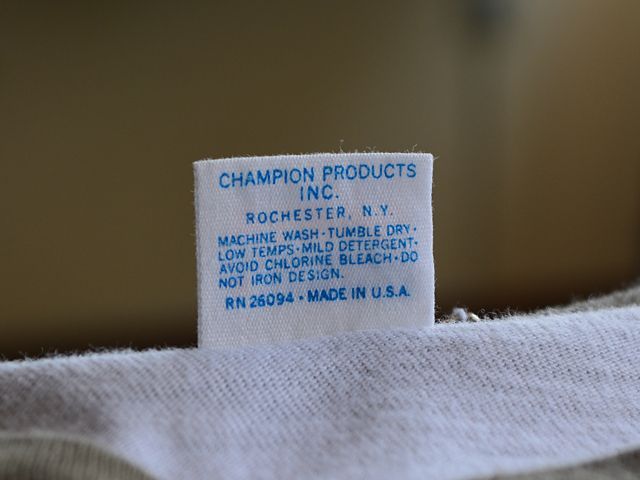 CHAMPION PRODUCTS
INC.
ROCHESTER, N.Y.
MACHINE WASH · TUMBLE DRY ·
LOW TEMPS · MILD DETERGENT ·
AVOID CHLORINE BLEACH · DO
NOT IRON DESIGN.
RN 26094 · MADE IN U.S.A.